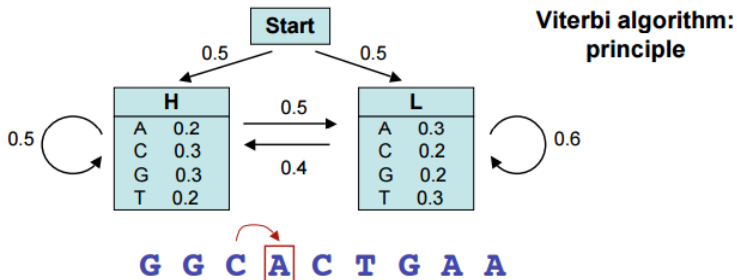 Viterbi algorithm:
principle
Start
0.5 0.5
H
A 0.2
C 0.3
G 0.3
T 0.2
L
A 0.3
C 0.2
G 0.2
T 0.3
0.5
0.5
0.4
0.6
G G C A C T G A A